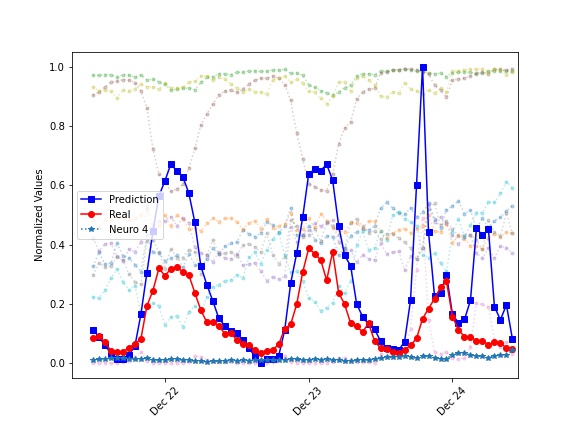 1.0
0.8
0.6
0.4
0.2
0.0
Normalized Values
Prediction
Real
Neuro 4
Dec 22
Dec 23
Dec 24